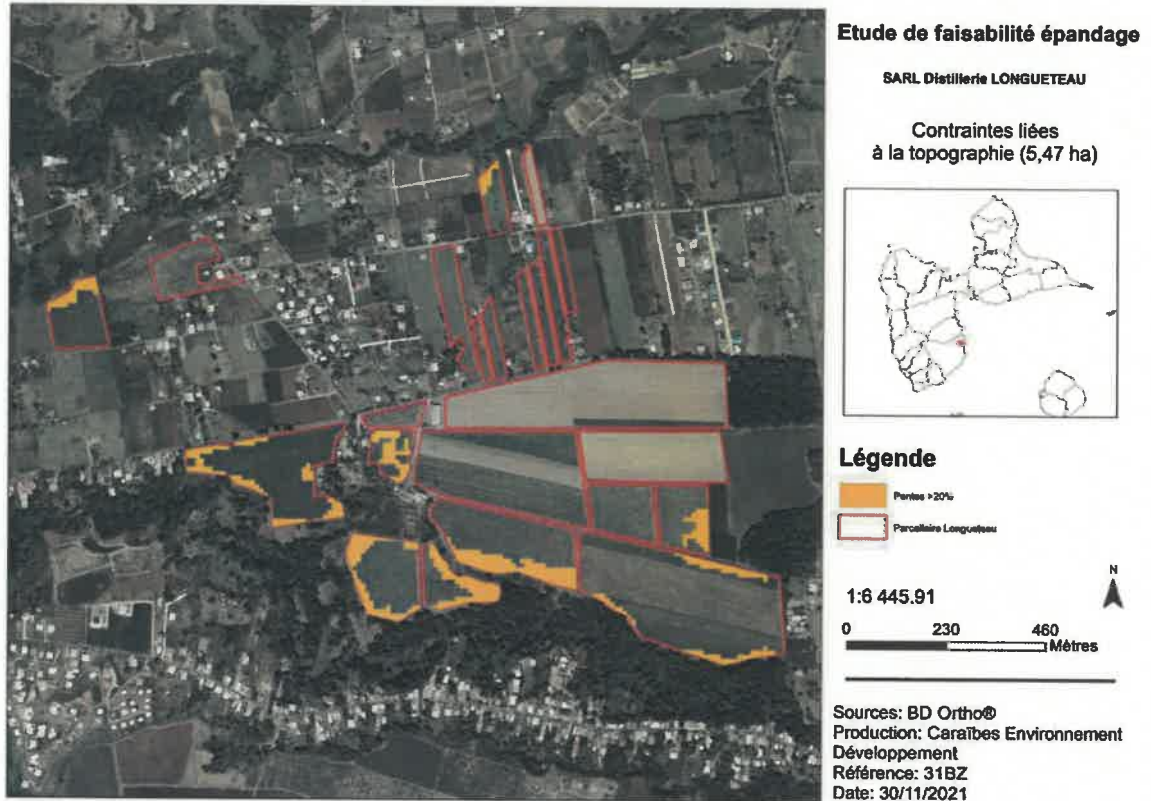 Etude de faisabilité épandage
SARL Distillerie LONGUETEAU
Contraintes liées
à la topographie (5,47 ha)
Légende
Pentes >20%
Parcellaire Longueteau
N
1:6 445.91
0 230 460
Mètres
Sources: BD Ortho®
Production: Caraïbes Environnement
Développement
Référence: 31BZ
Date: 30/11/2021